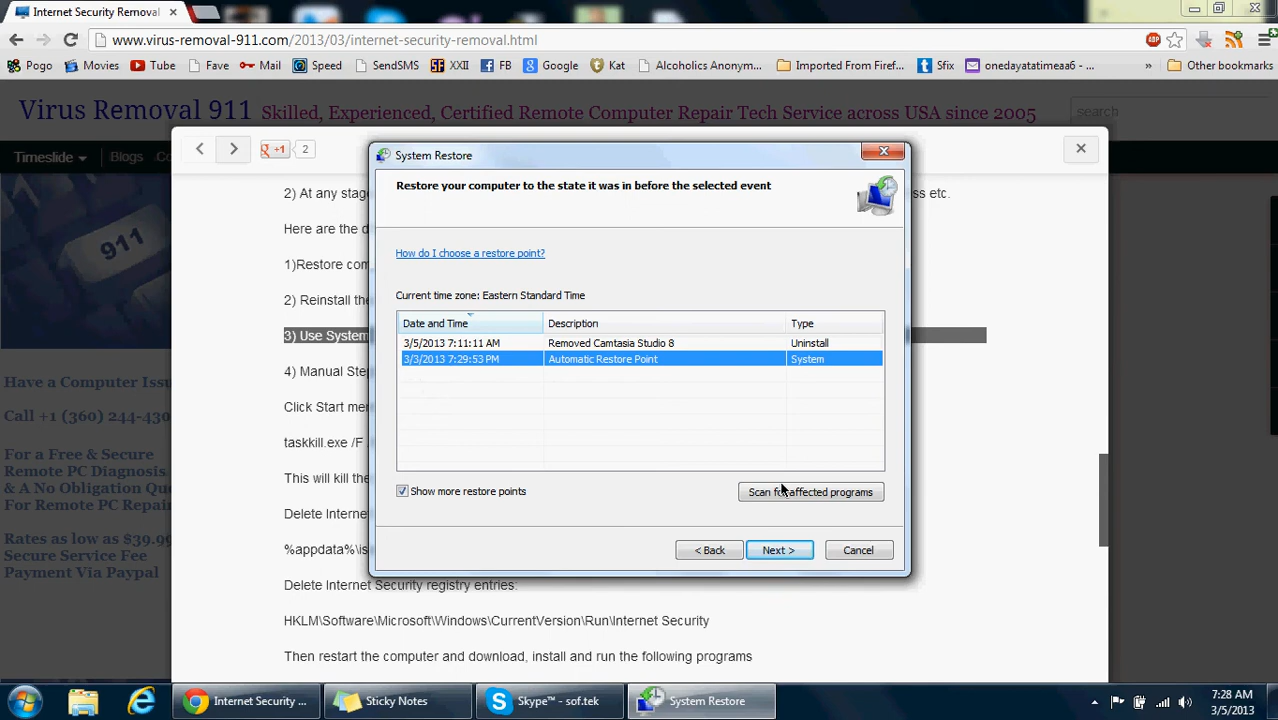 Internet Security Removal
www.virus-removal-911.com/2013/03/internet-security-removal.html
Pogo Movies Tube Fave Mail Speed SendSMS XXII FB Google Kat Alcoholics Anonym... Imported From Firef... Sfix onedayatatimeaa6 - ... » Other bookmarks
Virus Removal 911 Skilled, Experienced, Certified Remote Computer Repair Tech Service across USA since 2005
search
Timeslide Blogs Co
+1 2
911
Have a Computer Issu
Call +1 (360) 244-430
For a Free & Secure
Remote PC Diagnosis
& A No Obligation Qu
For Remote PC Repair
Rates as low as $39.99
Secure Service Fee
Payment Via Paypal
2) At any stag
ss etc.
Here are the d
1)Restore com
2) Reinstall the
3) Use System
4) Manual Step
Click Start men
taskkill.exe /F
This will kill the
Delete Internet
%appdata%\is
Delete Internet Security registry entries:
HKLM\Software\Microsoft\Windows\CurrentVersion\Run\Internet Security
Then restart the computer and download, install and run the following programs
System Restore
Restore your computer to the state it was in before the selected event
How do I choose a restore point?
Current time zone: Eastern Standard Time
Date and Time Description Type
3/5/2013 7:11:11 AM Removed Camtasia Studio 8 Uninstall
3/3/2013 7:29:53 PM Automatic Restore Point System
Show more restore points
Scan for affected programs
< Back Next > Cancel
Internet Security ... Sticky Notes Skype™ - sof.tek System Restore
7:28 AM
3/5/2013